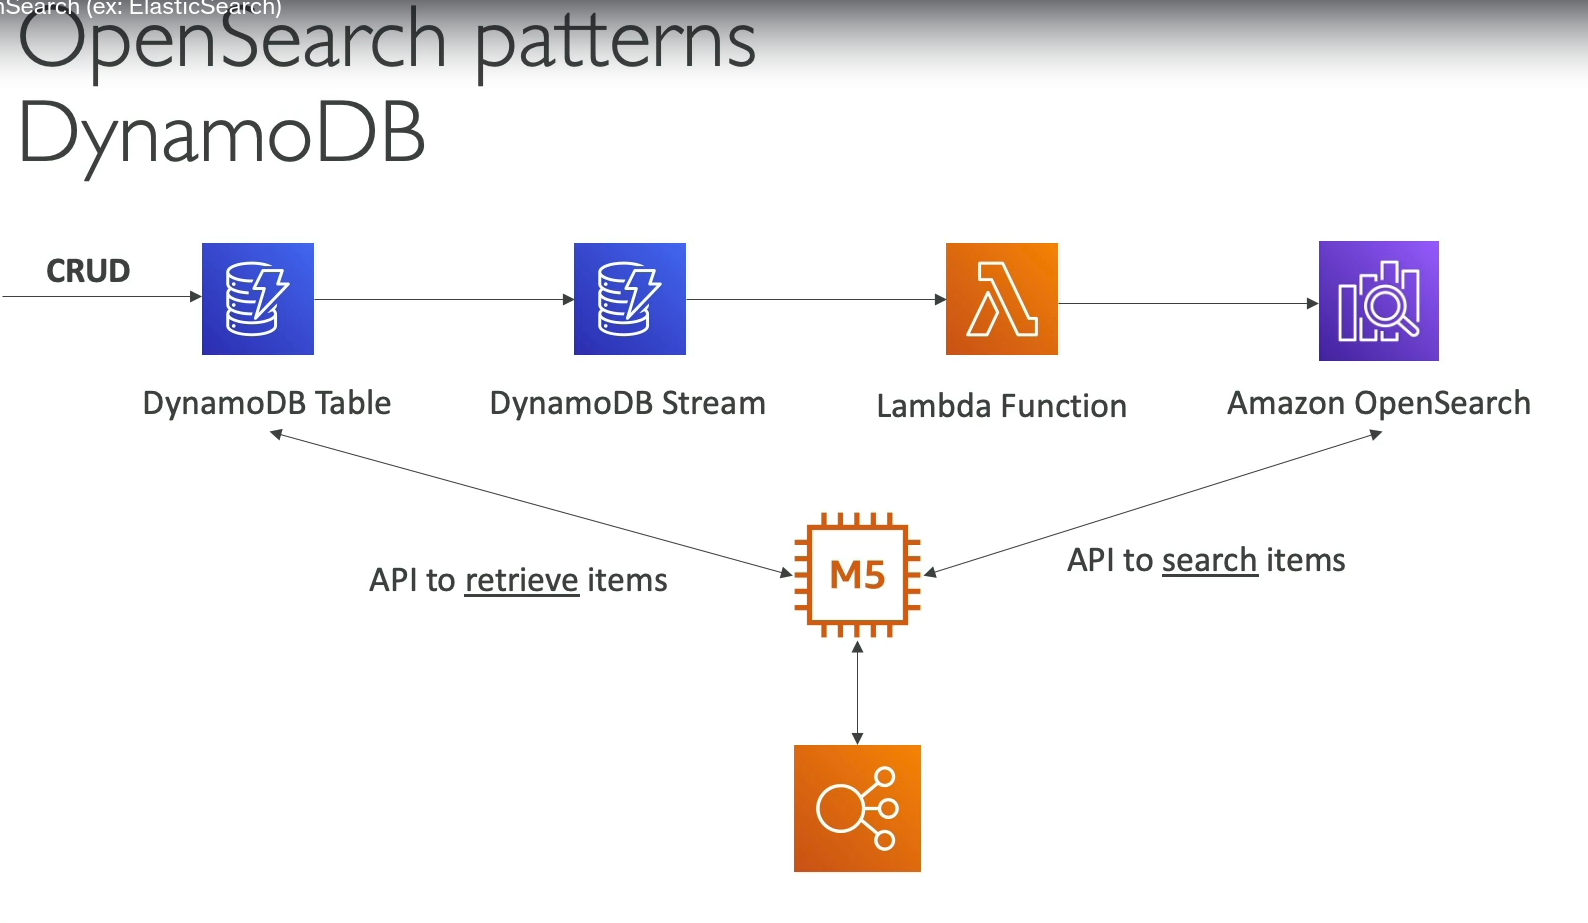 Search (ex: ElasticSearch)
OpenSearch patterns
DynamoDB
CRUD
DynamoDB Table
DynamoDB Stream
Lambda Function
Amazon OpenSearch
API to retrieve items
M5
API to search items